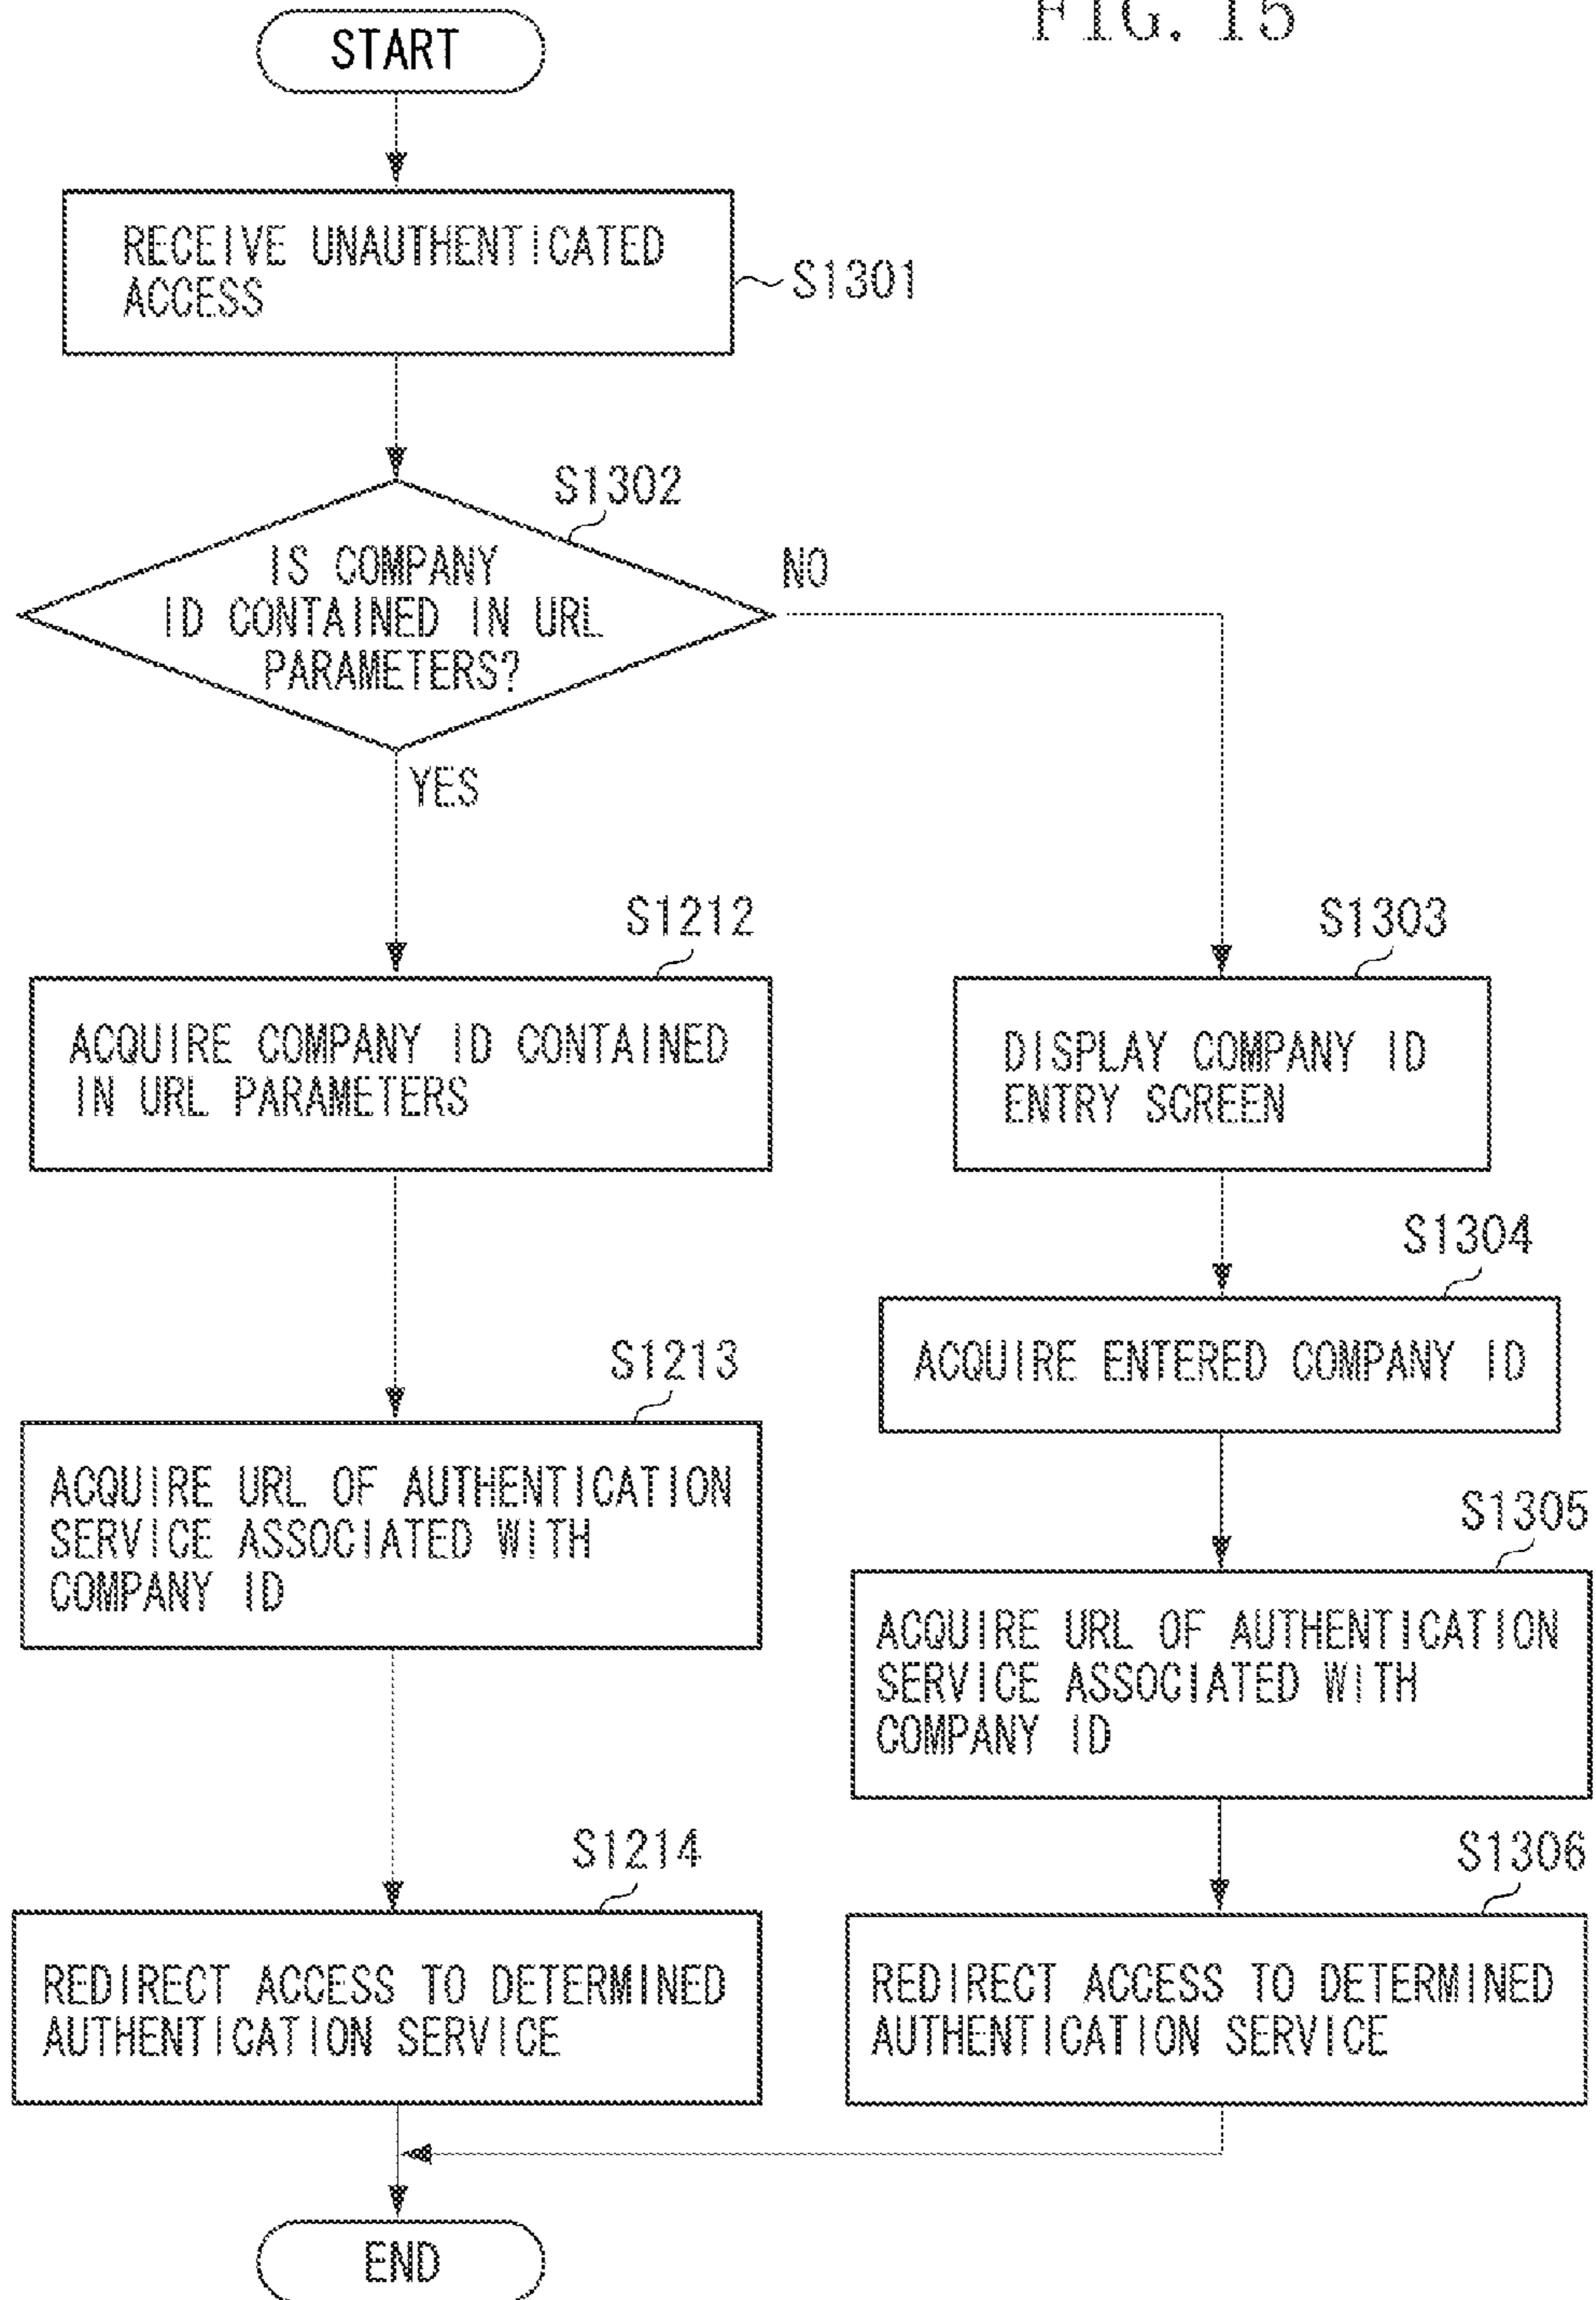 FIG. 15
START
RECEIVE UNAUTHENTICATED
ACCESS
S1301
S1302
IS COMPANY
ID CONTAINED IN URL
PARAMETERS?
NO
YES
S1212
ACQUIRE COMPANY ID CONTAINED
IN URL PARAMETERS
S1303
DISPLAY COMPANY ID
ENTRY SCREEN
S1304
ACQUIRE ENTERED COMPANY ID
S1213
ACQUIRE URL OF AUTHENTICATION
SERVICE ASSOCIATED WITH
COMPANY ID
S1305
ACQUIRE URL OF AUTHENTICATION
SERVICE ASSOCIATED WITH
COMPANY ID
S1214
REDIRECT ACCESS TO DETERMINED
AUTHENTICATION SERVICE
S1306
REDIRECT ACCESS TO DETERMINED
AUTHENTICATION SERVICE
END